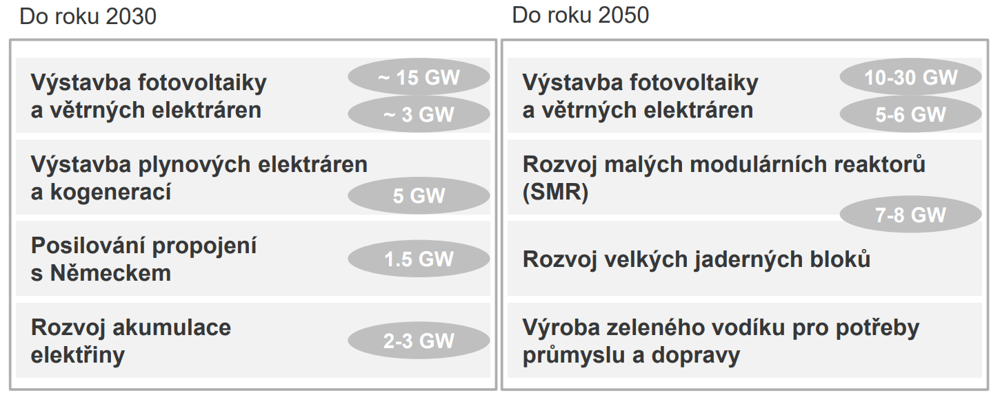 Do roku 2030
Výstavba fotovoltaiky
a větrných elektráren
~ 15 GW
~ 3 GW
Výstavba plynových elektráren
a kogenerací
5 GW
Posilování propojení
s Německem
1.5 GW
Rozvoj akumulace
elektřiny
2-3 GW
Do roku 2050
Výstavba fotovoltaiky
a větrných elektráren
10-30 GW
5-6 GW
Rozvoj malých modulárních reaktorů
(SMR)
7-8 GW
Rozvoj velkých jaderných bloků
Výroba zeleného vodíku pro potřeby
průmyslu a dopravy